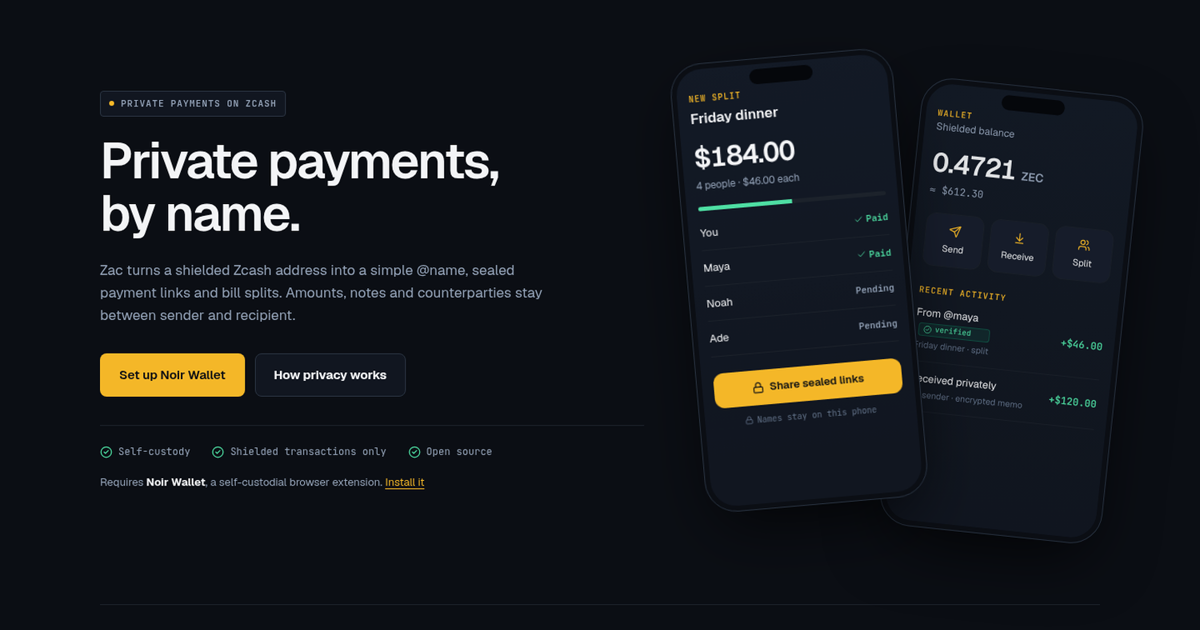 PRIVATE PAYMENTS ON ZCASH
Private payments,
by name.
Zac turns a shielded Zcash address into a simple @name, sealed
payment links and bill splits. Amounts, notes and counterparties stay
between sender and recipient.
Set up Noir Wallet
How privacy works
Self-custody
Shielded transactions only
Open source
Requires Noir Wallet, a self-custodial browser extension. Install it
NEW SPLIT
Friday dinner
$184.00
4 people · $46.00 each
You
Paid
Maya
Paid
Noah
Pending
Ade
Pending
Share sealed links
Names stay on this phone
WALLET
Shielded balance
0.4721 ZEC
≈ $612.30
Send
Receive
Split
RECENT ACTIVITY
From @maya
verified
Friday dinner · split
+$46.00
eceived privately
sender · encrypted memo
+$120.00